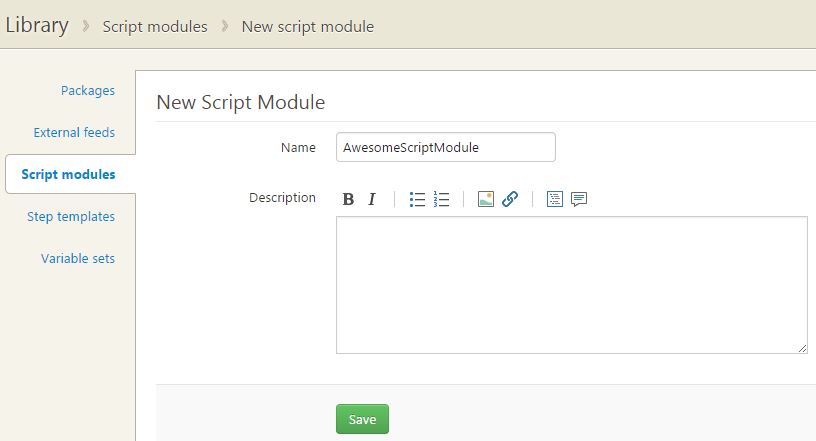 Library > Script modules > New script module
Packages
External feeds
Script modules
Step templates
Variable sets
New Script Module
Name AwesomeScriptModule
Description B I
Save